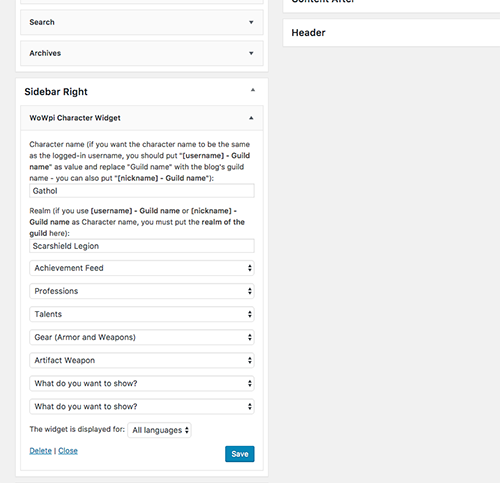 Content After
Search
Header
Archives
Sidebar Right
WoWpi Character Widget
Character name (if you want the character name to be the same
as the logged-in username, you should put "[username] - Guild
name" as value and replace "Guild name" with the blog's guild
name - you can also put "[nickname] - Guild name"):
Gathol
Realm (if you use [username] - Guild name or [nickname] -
Guild name as Character name, you must put the realm of the
guild here):
Scarshield Legion
Achievement Feed
Professions
Talents
Gear (Armor and Weapons)
Artifact Weapon
What do you want to show?
What do you want to show?
The widget is displayed for: All languages
Delete | Close
Save